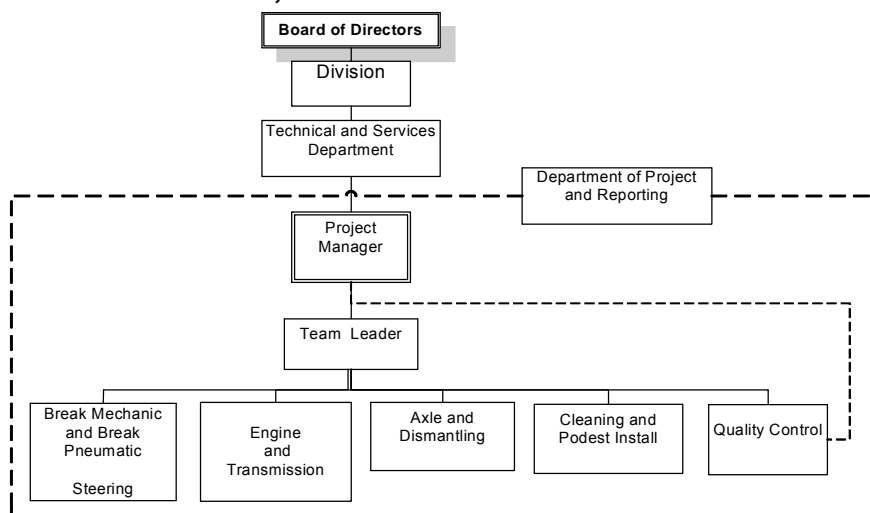 Board of Directors
Division
Technical and Services
Department
Department of Project
and Reporting
Project
Manager
Team Leader
Break Mechanic
and Break
Pneumatic
Steering
Engine
and
Transmission
Axle and
Dismantling
Cleaning and
Podest Install
Quality Control